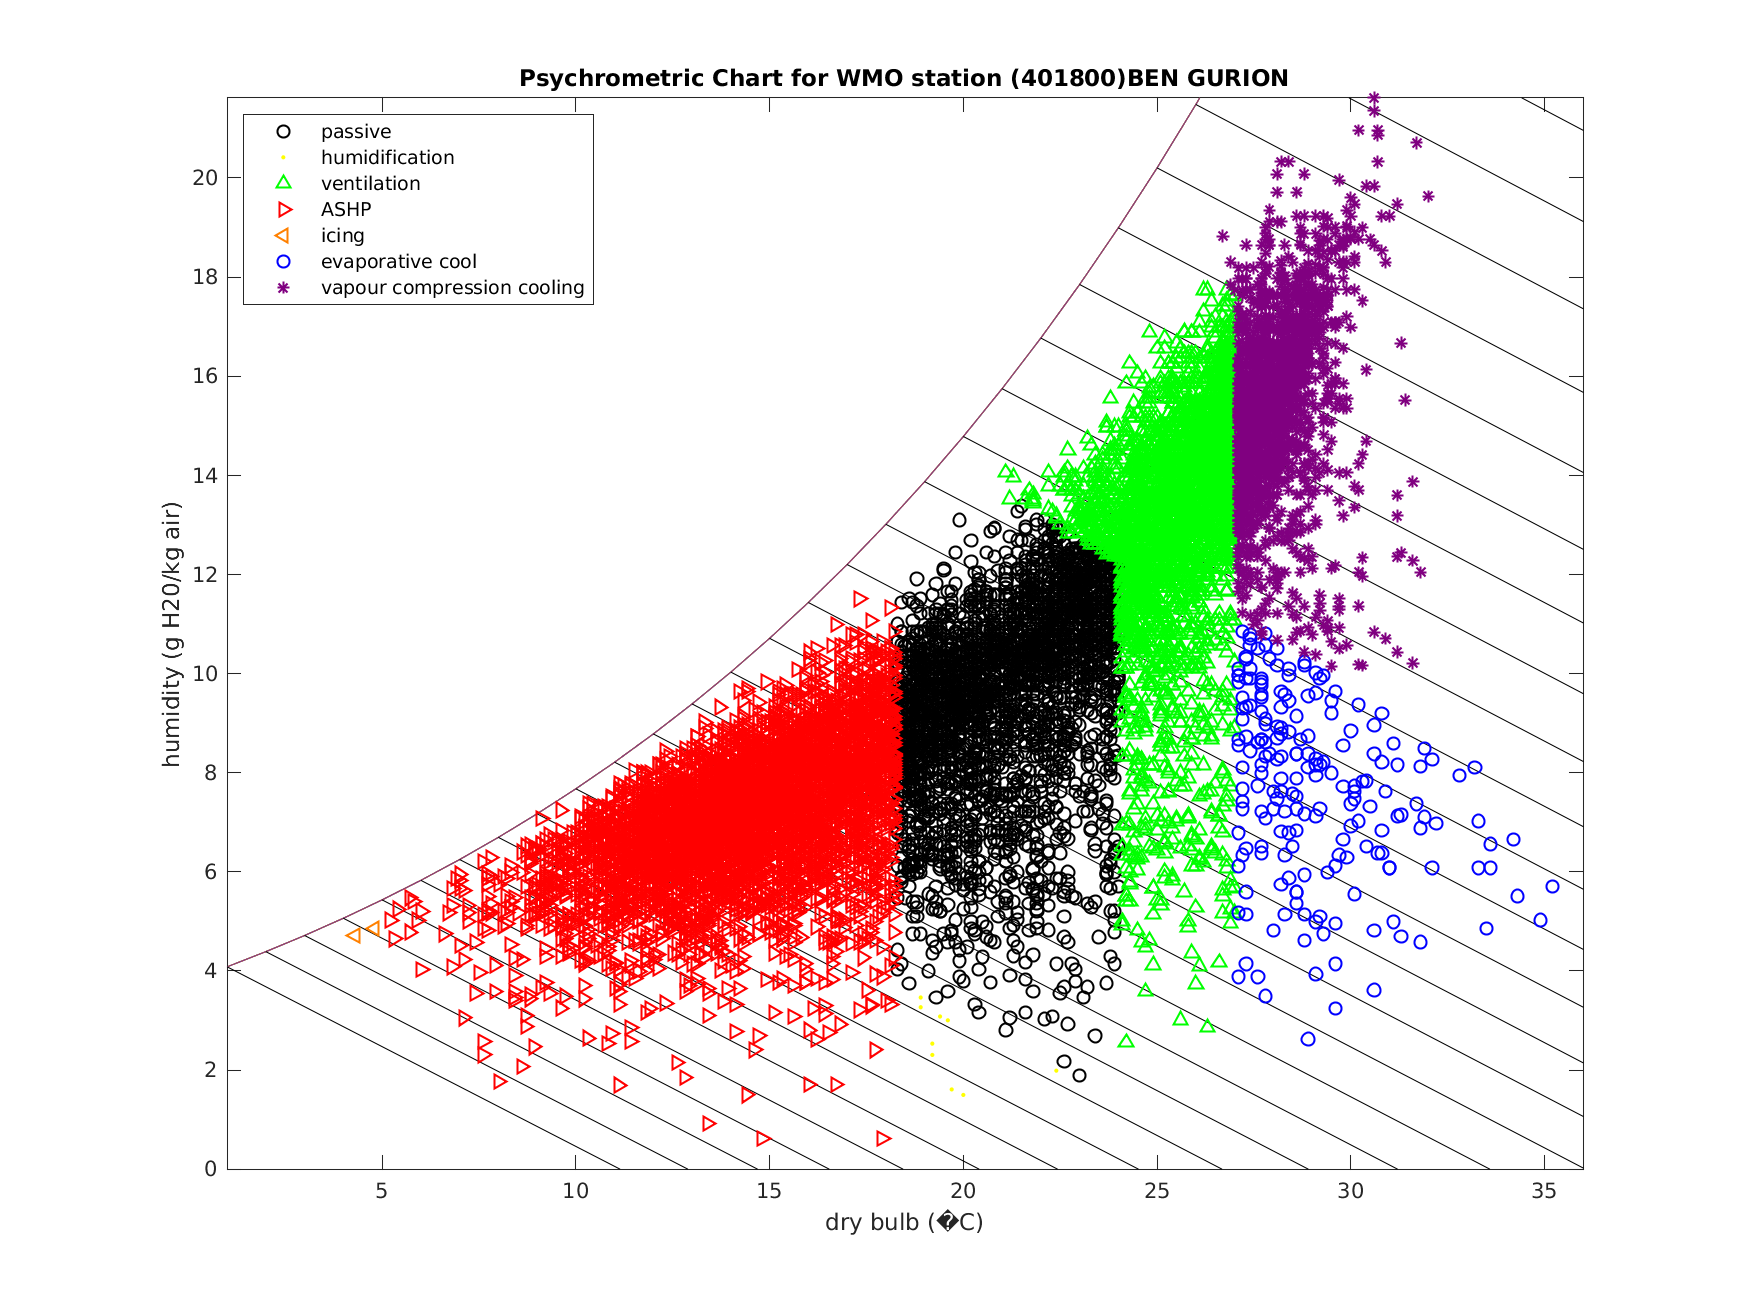 Psychrometric Chart for WMO station (401800)BEN GURION
passive
humidification
ventilation
ASHP
icing
evaporative cool
vapour compression cooling
humidity (g H20/kg air)
20
18
16
14
12
10
8
6
4
2
0
5 10 15 20 25 30 35
dry bulb (�C)